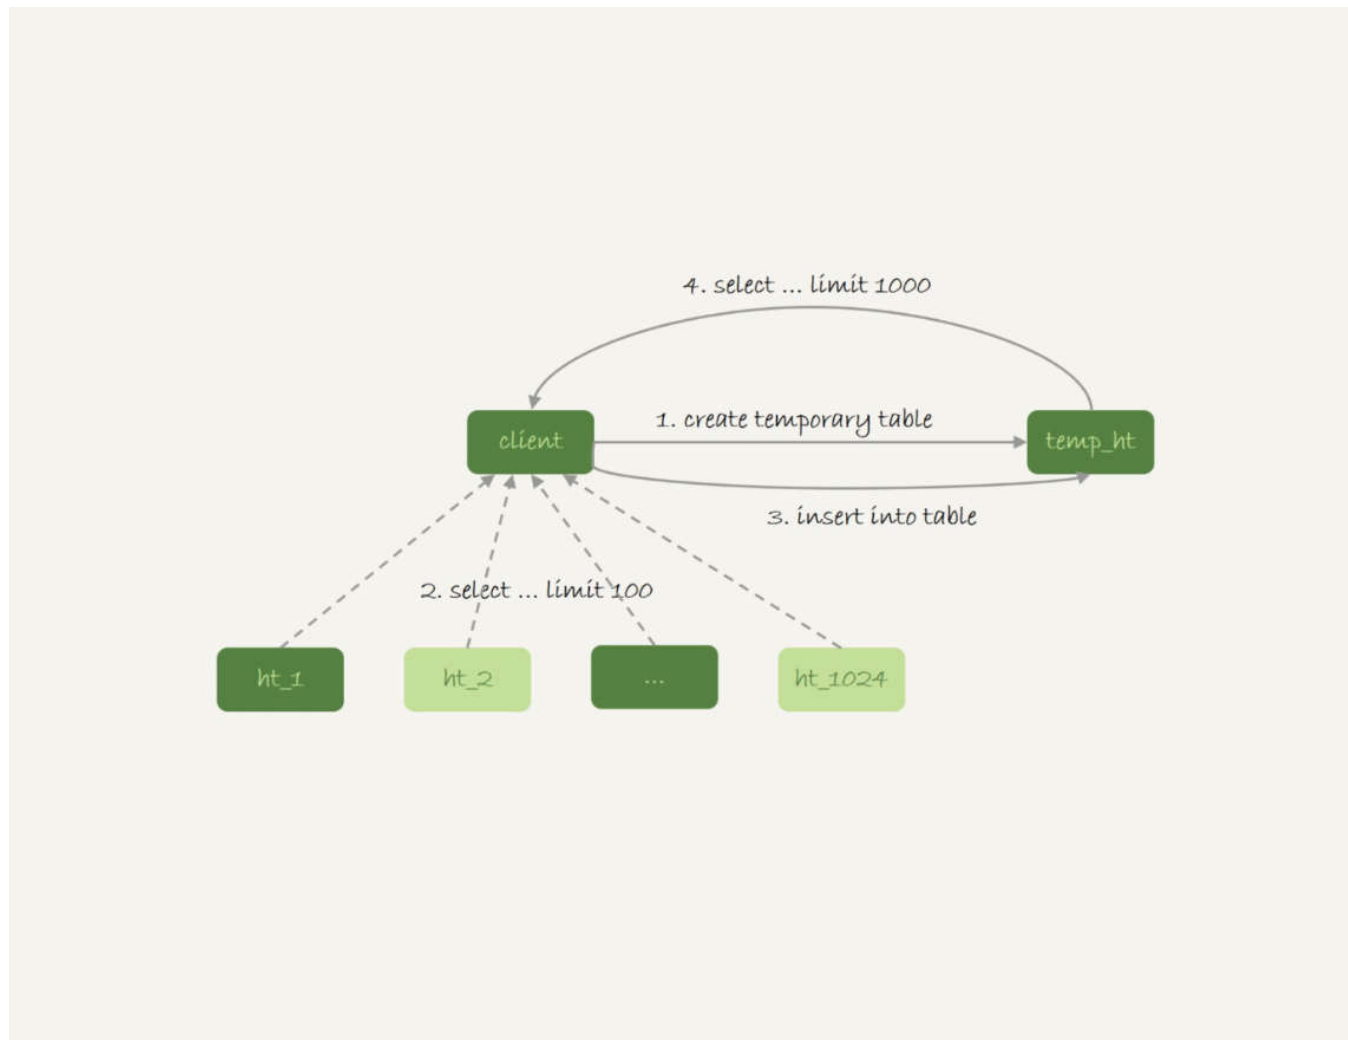 4. select ... limit 1000
1. create temporary table
client
temp_ht
3. insert into table
2. select ... limit 100
ht_1
ht_2
...
ht_1024